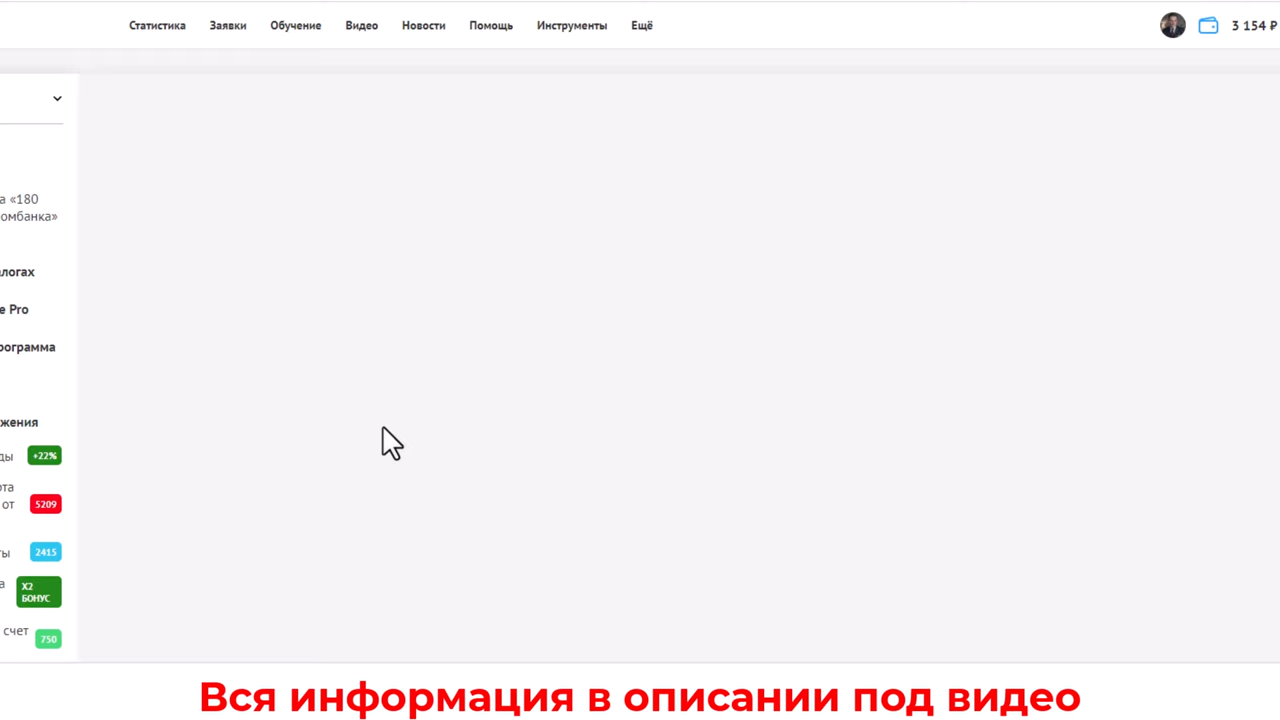 Статистика Заявки Обучение Видео Новости Помощь Инструменты Ещё 3 154 ₽
а «180
омбанка»
алогах
e Pro
рограмма
жения
ды +22%
рта
от 5209
ты 2415
а X2
БОНУС
счет 750
Вся информация в описании под видео